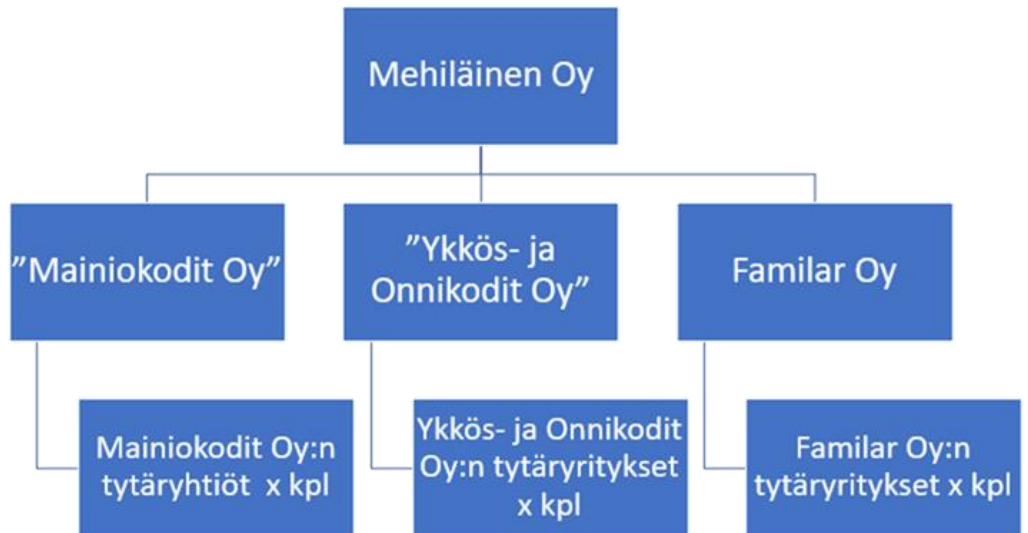 Mehiläinen Oy
”Mainiokodit Oy”
”Ykkös- ja
Onnikodit Oy”
Familar Oy
Mainiokodit Oy:n
tytäryhtiöt x kpl
Ykkös- ja Onnikodit
Oy:n tytäryritykset
x kpl
Familar Oy:n
tytäryritykset x kpl